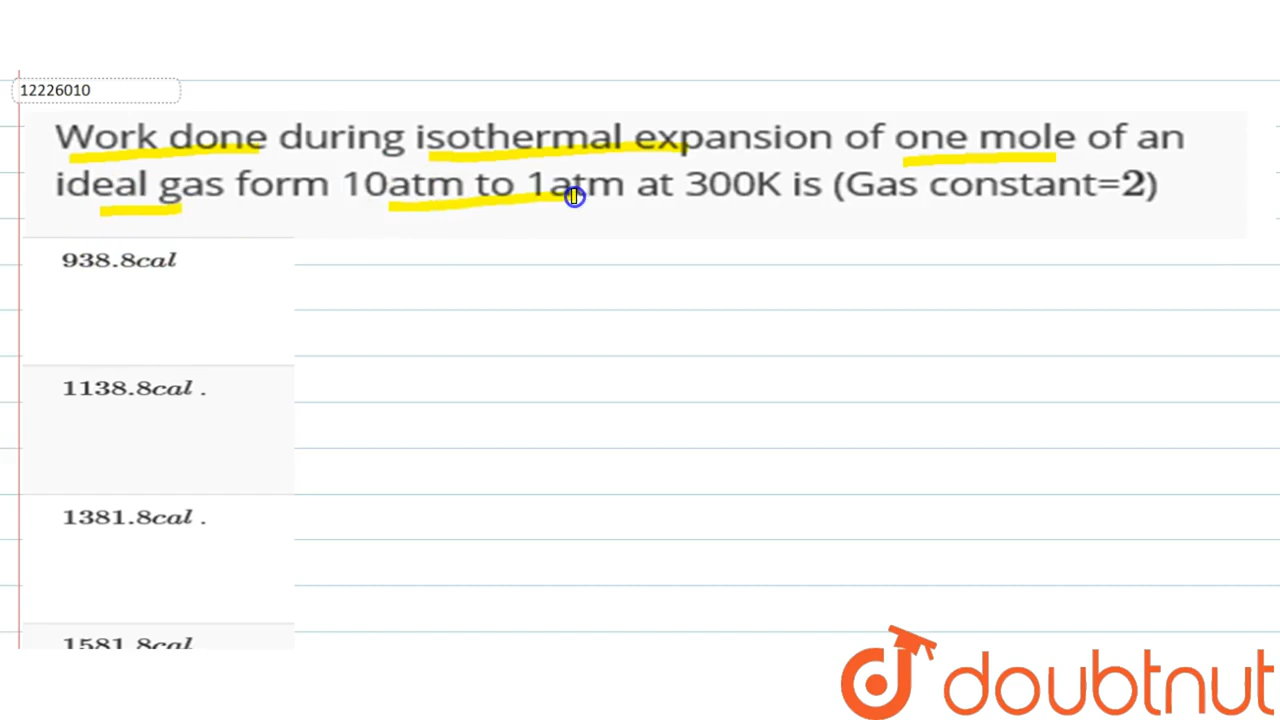 12226010
Work done during isothermal expansion of one mole of an
ideal gas form 10atm to 1atm at 300K is (Gas constant=2)
938.8cal
1138.8cal .
1381.8cal .
1581.8cal
doubtnut